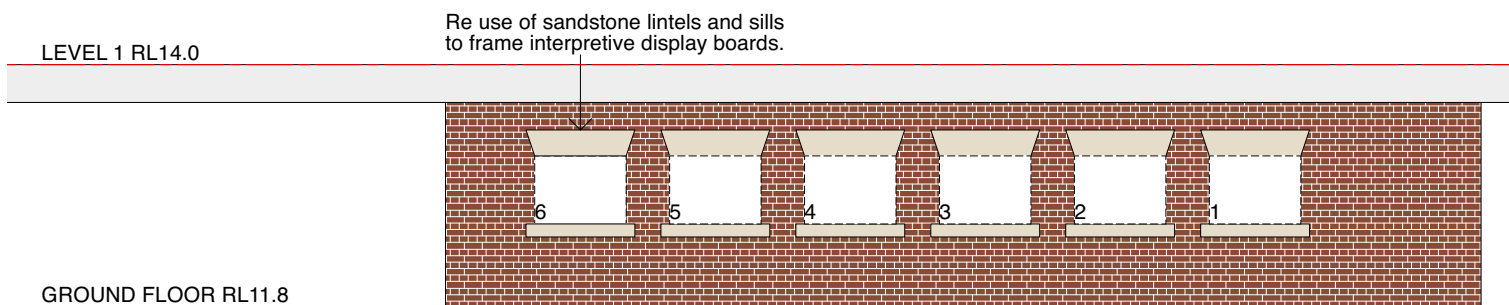 Re use of sandstone lintels and sills
to frame interpretive display boards.
LEVEL 1 RL14.0
6 5 4 3 2 1
GROUND FLOOR RL11.8